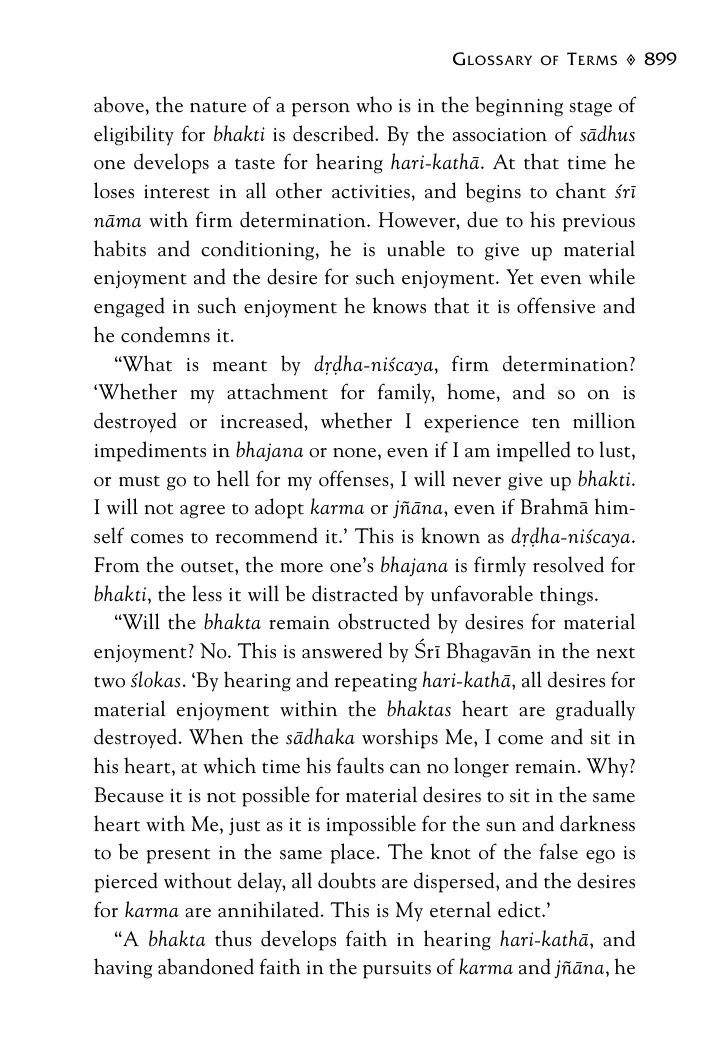 Glossary of Terms ◊ 899
above, the nature of a person who is in the beginning stage of
eligibility for bhakti is described. By the association of sādhus
one develops a taste for hearing hari-kathā. At that time he
loses interest in all other activities, and begins to chant śrī
nāma with firm determination. However, due to his previous
habits and conditioning, he is unable to give up material
enjoyment and the desire for such enjoyment. Yet even while
engaged in such enjoyment he knows that it is offensive and
he condemns it.
“What is meant by dṛḍha-niścaya, firm determination?
‘Whether my attachment for family, home, and so on is
destroyed or increased, whether I experience ten million
impediments in bhajana or none, even if I am impelled to lust,
or must go to hell for my offenses, I will never give up bhakti.
I will not agree to adopt karma or jñāna, even if Brahmā him-
self comes to recommend it.’ This is known as dṛḍha-niścaya.
From the outset, the more one’s bhajana is firmly resolved for
bhakti, the less it will be distracted by unfavorable things.
“Will the bhakta remain obstructed by desires for material
enjoyment? No. This is answered by Śrī Bhagavān in the next
two ślokas. ‘By hearing and repeating hari-kathā, all desires for
material enjoyment within the bhaktas heart are gradually
destroyed. When the sādhaka worships Me, I come and sit in
his heart, at which time his faults can no longer remain. Why?
Because it is not possible for material desires to sit in the same
heart with Me, just as it is impossible for the sun and darkness
to be present in the same place. The knot of the false ego is
pierced without delay, all doubts are dispersed, and the desires
for karma are annihilated. This is My eternal edict.’
“A bhakta thus develops faith in hearing hari-kathā, and
having abandoned faith in the pursuits of karma and jñāna, he